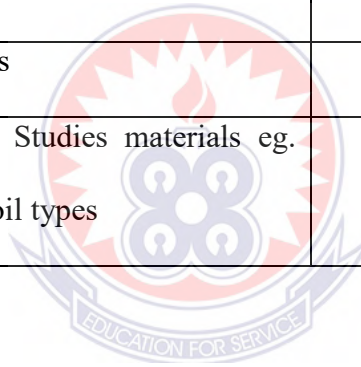 s
Studies materials eg.
oil types
EDUCATION FOR SERVICE